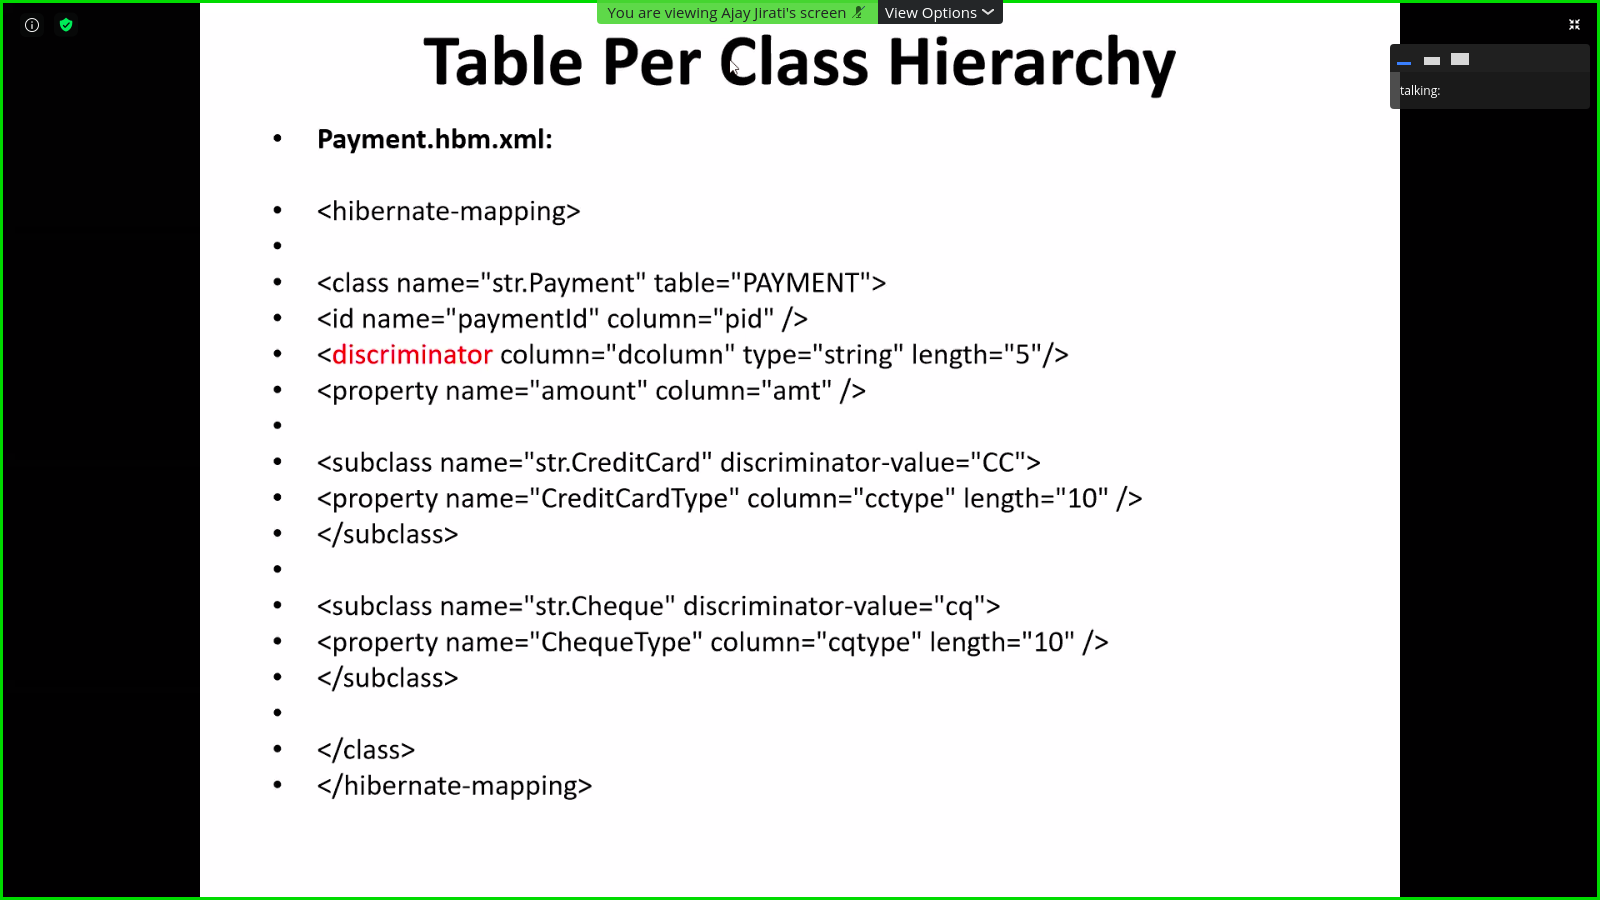 You are viewing Ajay Jirati's screen
View Options
Table Per Class Hierarchy
talking:
• Payment.hbm.xml:
• <hibernate-mapping>
•
• <class name="str.Payment" table="PAYMENT">
• <id name="paymentId" column="pid" />
• <discriminator column="dcolumn" type="string" length="5"/>
• <property name="amount" column="amt" />
•
• <subclass name="str.CreditCard" discriminator-value="CC">
• <property name="CreditCardType" column="cctype" length="10" />
• </subclass>
•
• <subclass name="str.Cheque" discriminator-value="cq">
• <property name="ChequeType" column="cqtype" length="10" />
• </subclass>
•
• </class>
• </hibernate-mapping>